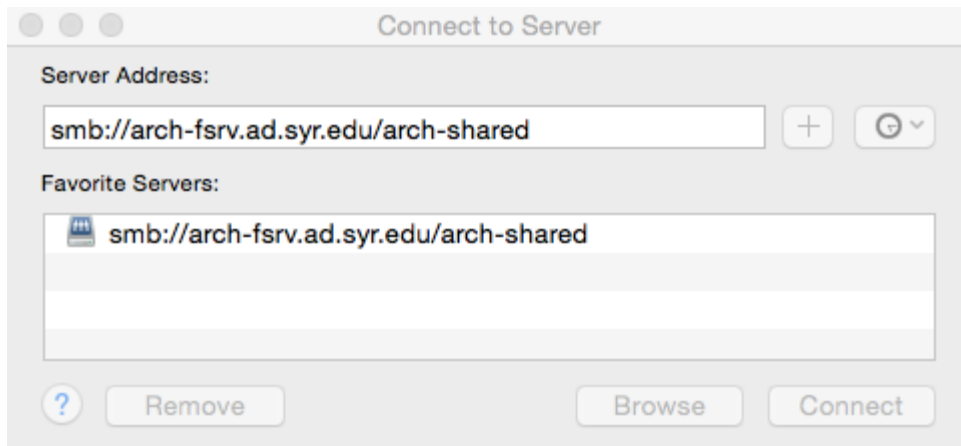 Connect to Server
Server Address:
smb://arch-fsrv.ad.syr.edu/arch-shared
Favorite Servers:
smb://arch-fsrv.ad.syr.edu/arch-shared
? Remove Browse Connect